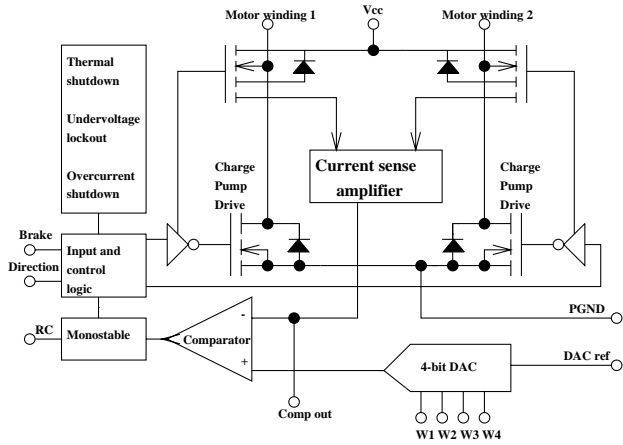 Motor winding 1
Vcc
Motor winding 2
Thermal
shutdown
Undervoltage
lockout
Overcurrent
shutdown
Current sense
amplifier
Charge
Pump
Drive
Charge
Pump
Drive
Brake
Direction
Input and
control
logic
PGND
RC
Monostable
Comparator
-
+
4-bit DAC
DAC ref
Comp out
W1 W2 W3 W4